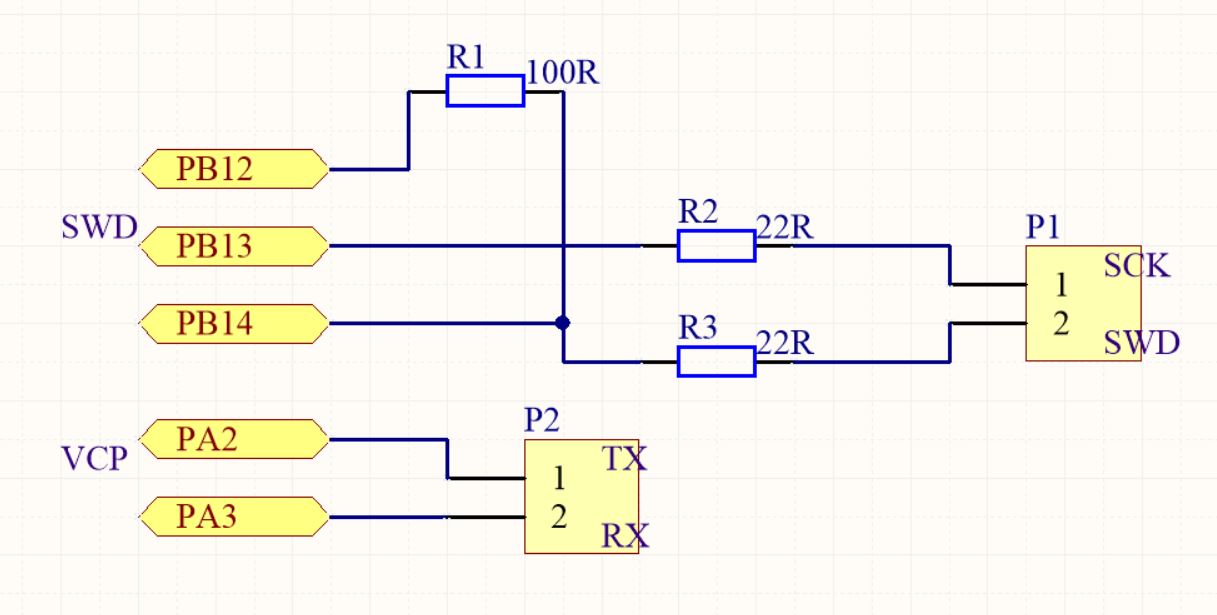 R1
100R
PB12
SWD
PB13
R2
22R
P1
SCK
1
2
SWD
PB14
R3
22R
VCP
PA2
PA3
P2
TX
1
2
RX